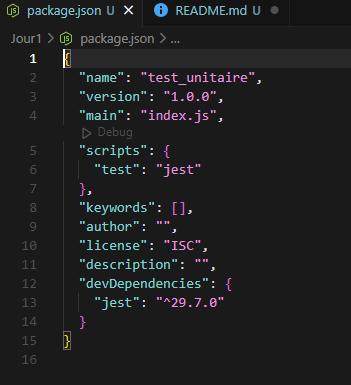 package.json U X README.md U
Jour1 > package.json > ...
1 {
2 "name": "test_unitaire",
3 "version": "1.0.0",
4 "main": "index.js",
Debug
5 "scripts": {
6 "test": "jest"
7 },
8 "keywords": [],
9 "author": "",
10 "license": "ISC",
11 "description": "",
12 "devDependencies": {
13 "jest": "^29.7.0"
14 }
15 }
16